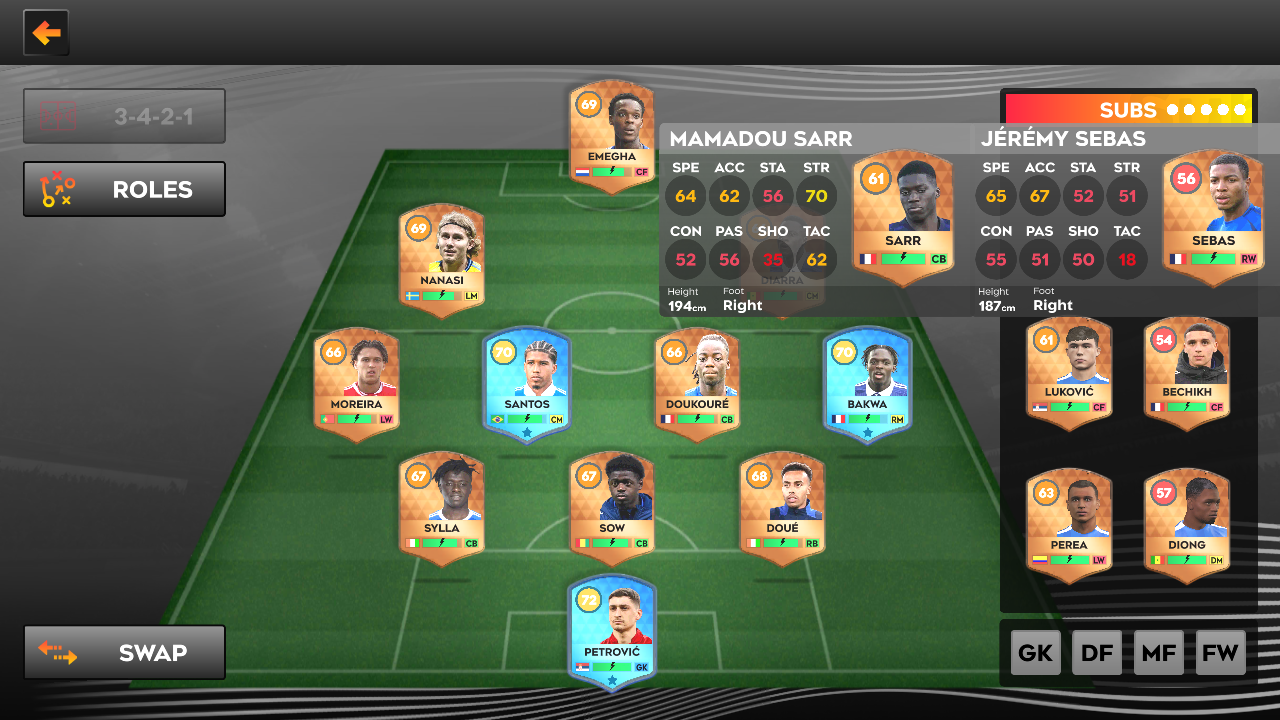 3-4-2-1
ROLES
SWAP
SUBS
69
EMEGHA
CF
MAMADOU SARR
SPE ACC STA STR
64 62 56 70
CON PAS SHO TAC
52 56 35 62
Height Foot
194cm Right
61
SARR
CB
JÉRÉMY SEBAS
SPE ACC STA STR
65 67 52 51
CON PAS SHO TAC
55 51 50 18
Height Foot
187cm Right
56
SEBAS
RW
69
NANASI
LM
DIARRA
CM
66
MOREIRA
LW
70
SANTOS
CM
66
DOUKOURÉ
CB
70
BAKWA
RM
61
LUKOVIĆ
CF
54
BECHIKH
CF
67
SYLLA
CB
67
SOW
CB
68
DOUÉ
RB
63
PEREA
LW
57
DIONG
DM
72
PETROVIĆ
GK
GK DF MF FW